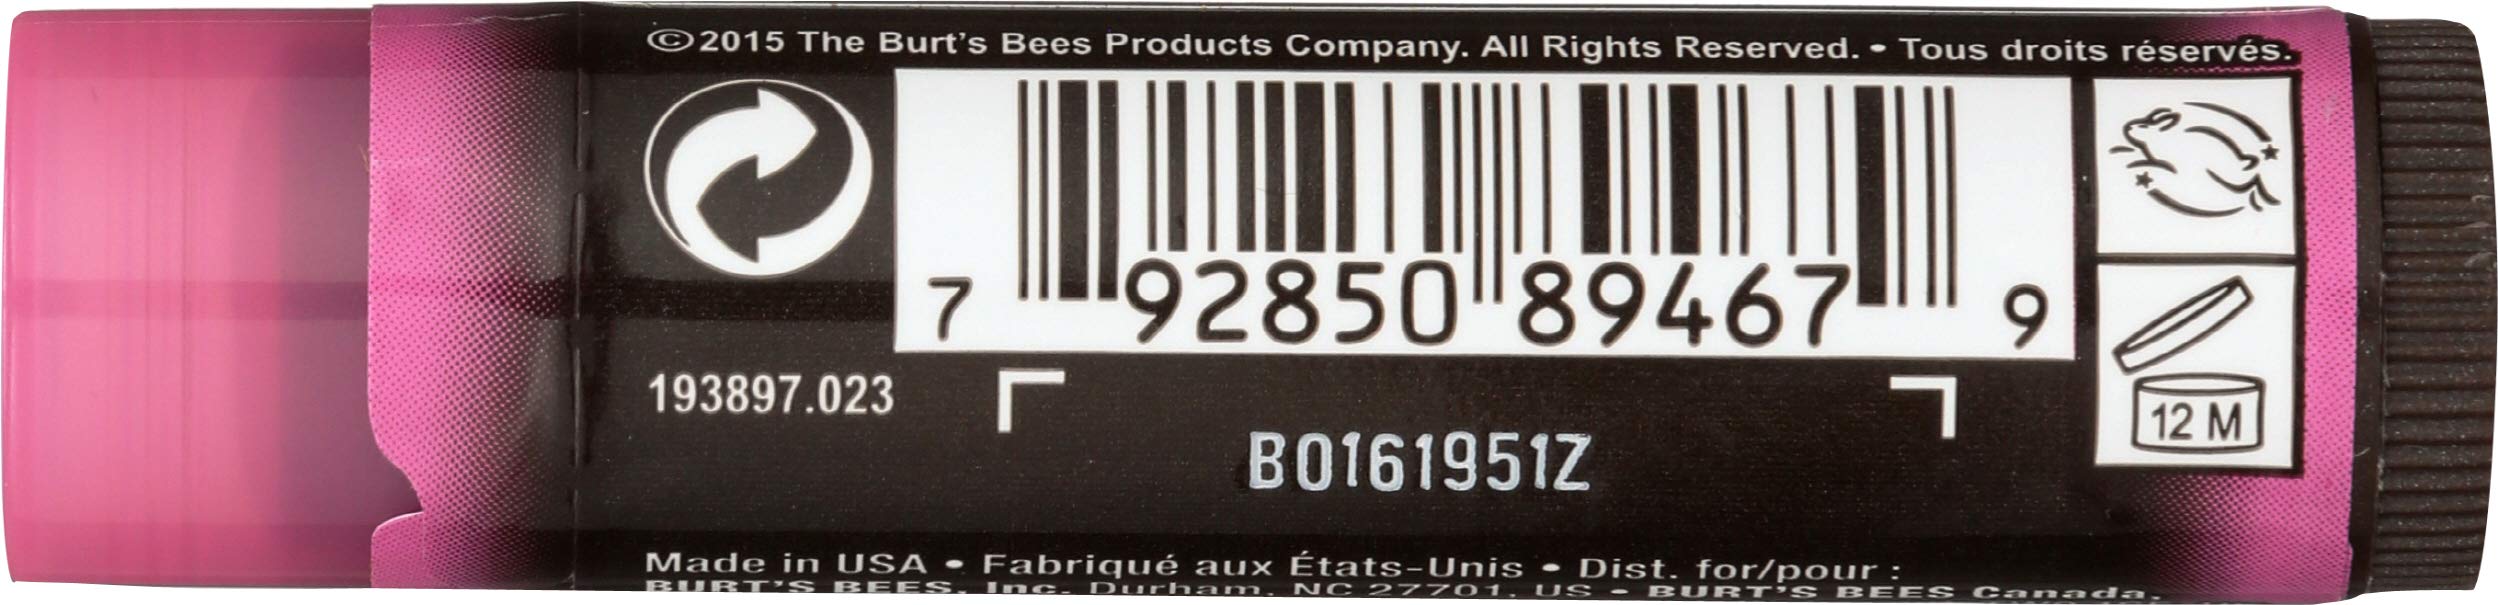 ©2015 The Burt's Bees Products Company. All Rights Reserved. • Tous droits réservés.
7 92850 89467 9
193897.023
12 M
B0161951Z
Made in USA • Fabriqué aux États-Unis • Dist. for/pour :
BURT'S BEES, Inc. Durham, NC 27701, US • BURT'S BEES Canada,